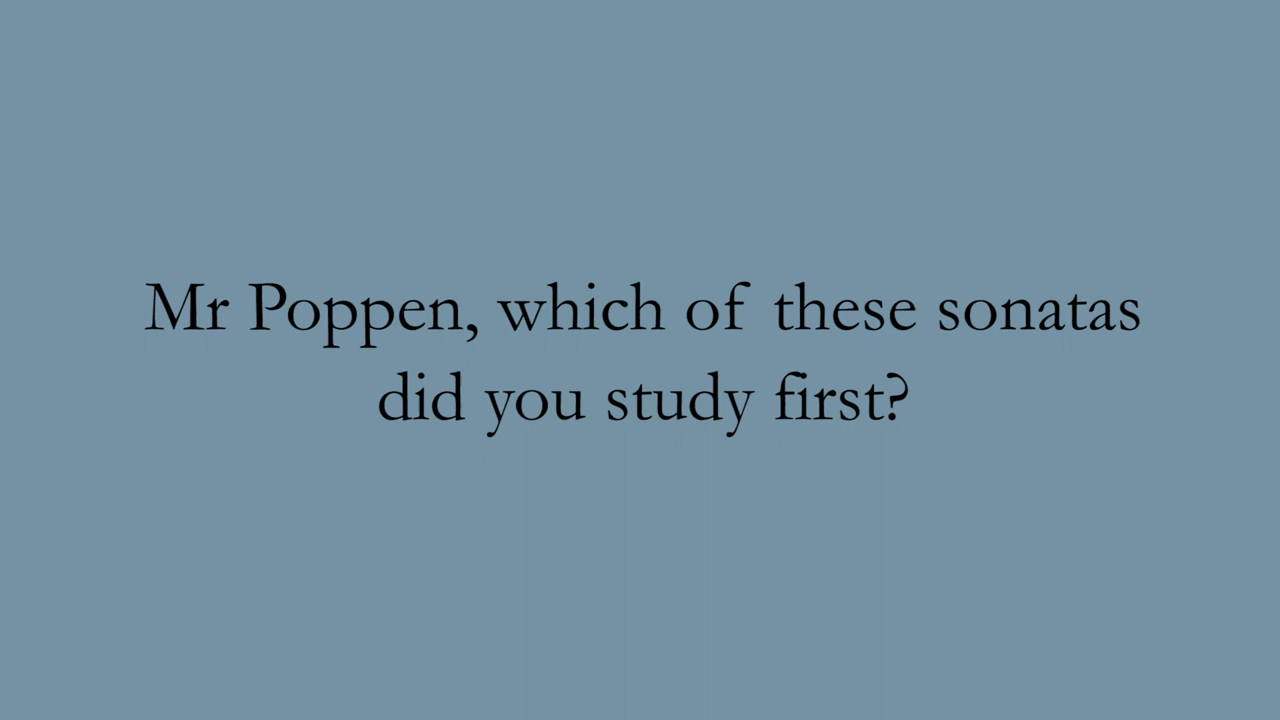 Mr Poppen, which of these sonatas
did you study first?